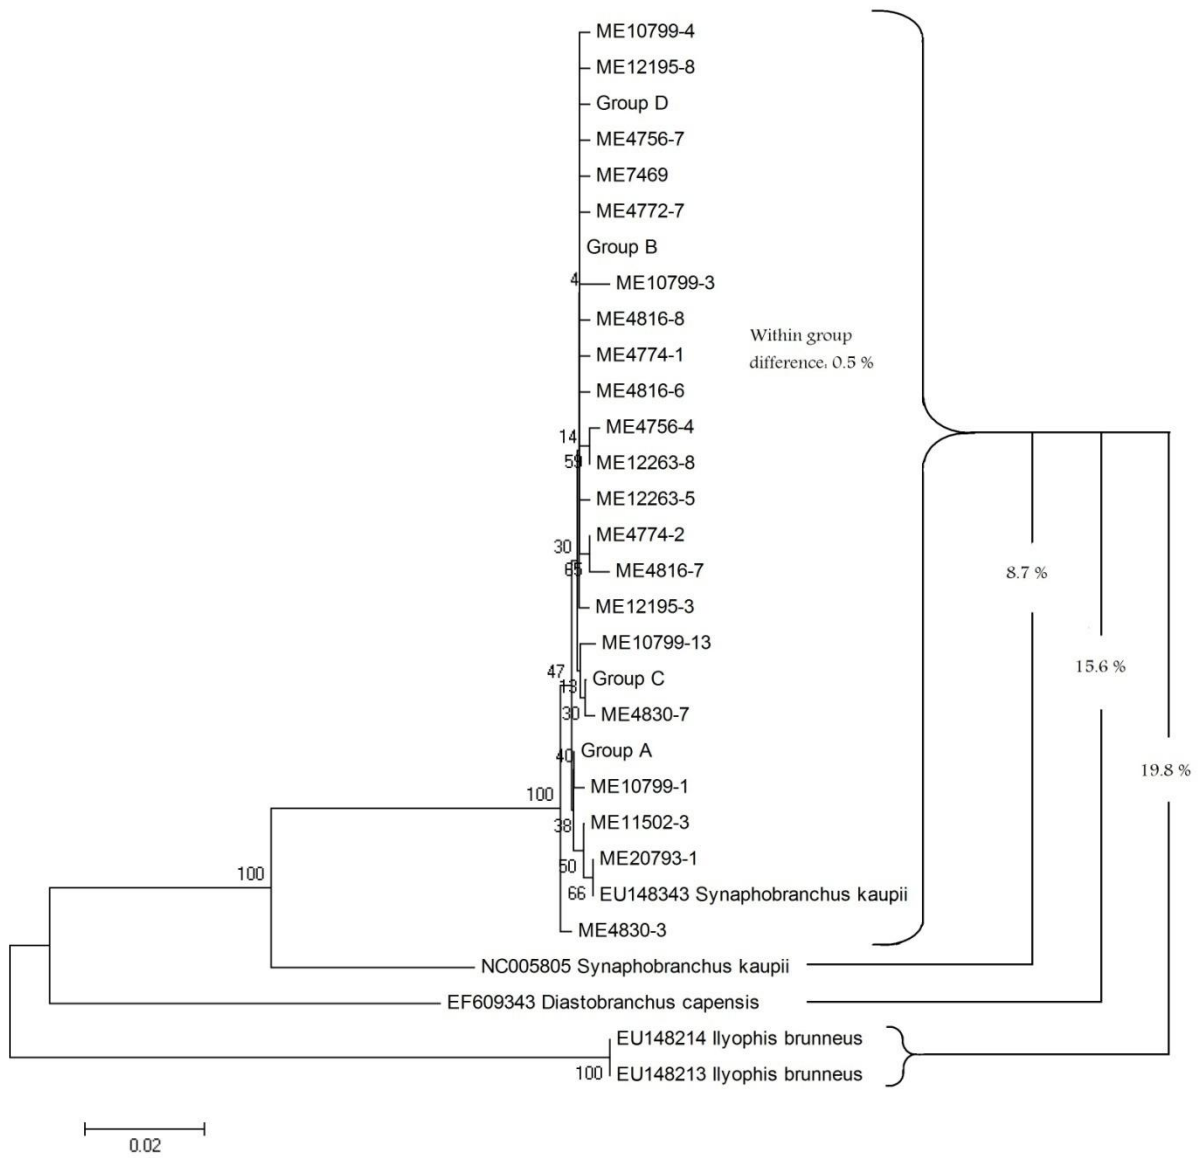 ME10799-4
ME12195-8
Group D
ME4756-7
ME7469
ME4772-7
Group B
4
ME10799-3
ME4816-8
Within group
difference: 0.5 %
ME4774-1
ME4816-6
ME4756-4
14
59
ME12263-8
ME12263-5
ME4774-2
30
65
ME4816-7
8.7 %
ME12195-3
ME10799-13
15.6 %
47
13
Group C
30
ME4830-7
40
Group A
19.8 %
ME10799-1
100
38
ME11502-3
ME20793-1
50
100
66
EU148343 Synaphobranchus kaupii
ME4830-3
NC005805 Synaphobranchus kaupii
EF609343 Diastobranchus capensis
EU148214 Ilyophis brunneus
100
EU148213 Ilyophis brunneus
0.02